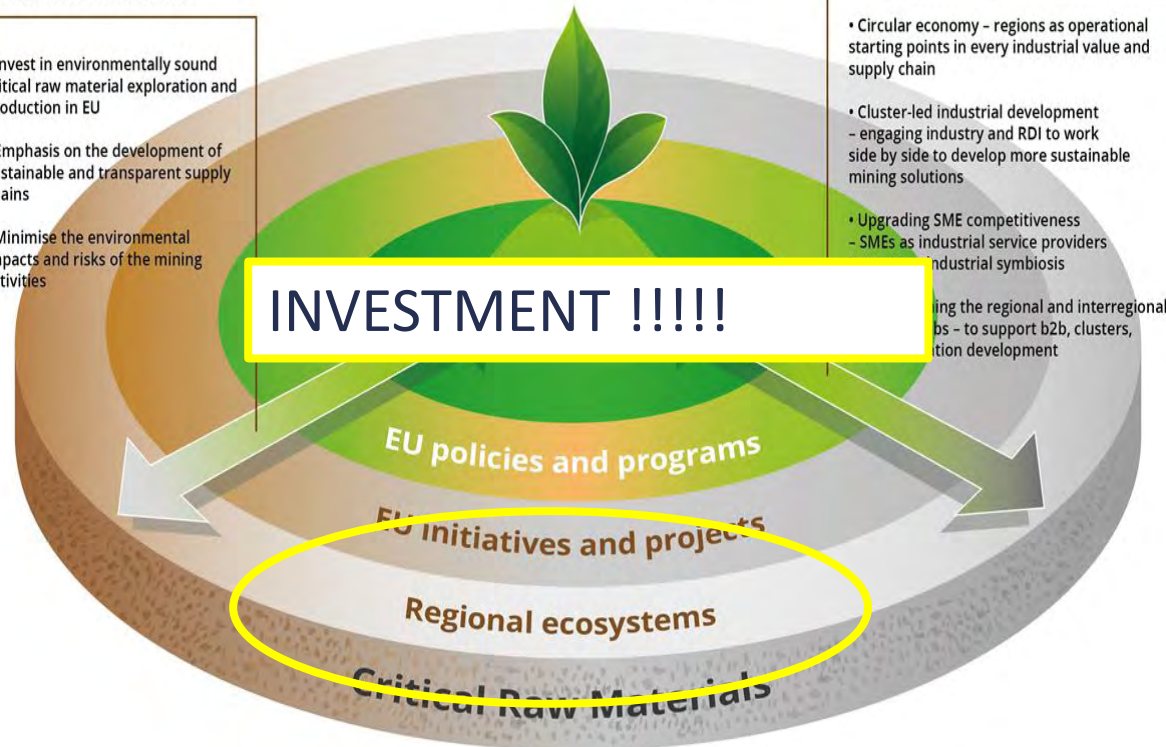 nvest in environmentally sound
itical raw material exploration and
oduction in EU
Emphasis on the development of
stainable and transparent supply
ains
Minimise the environmental
pacts and risks of the mining
tivities
• Circular economy – regions as operational
starting points in every industrial value and
supply chain
• Cluster-led industrial development
– engaging industry and RDI to work
side by side to develop more sustainable
mining solutions
• Upgrading SME competitiveness
– SMEs as industrial service providers
industrial symbiosis
ing the regional and interregional
bs – to support b2b, clusters,
tion development
INVESTMENT !!!!!
EU policies and programs
EU initiatives and projects
Regional ecosystems
Critical Raw Materials